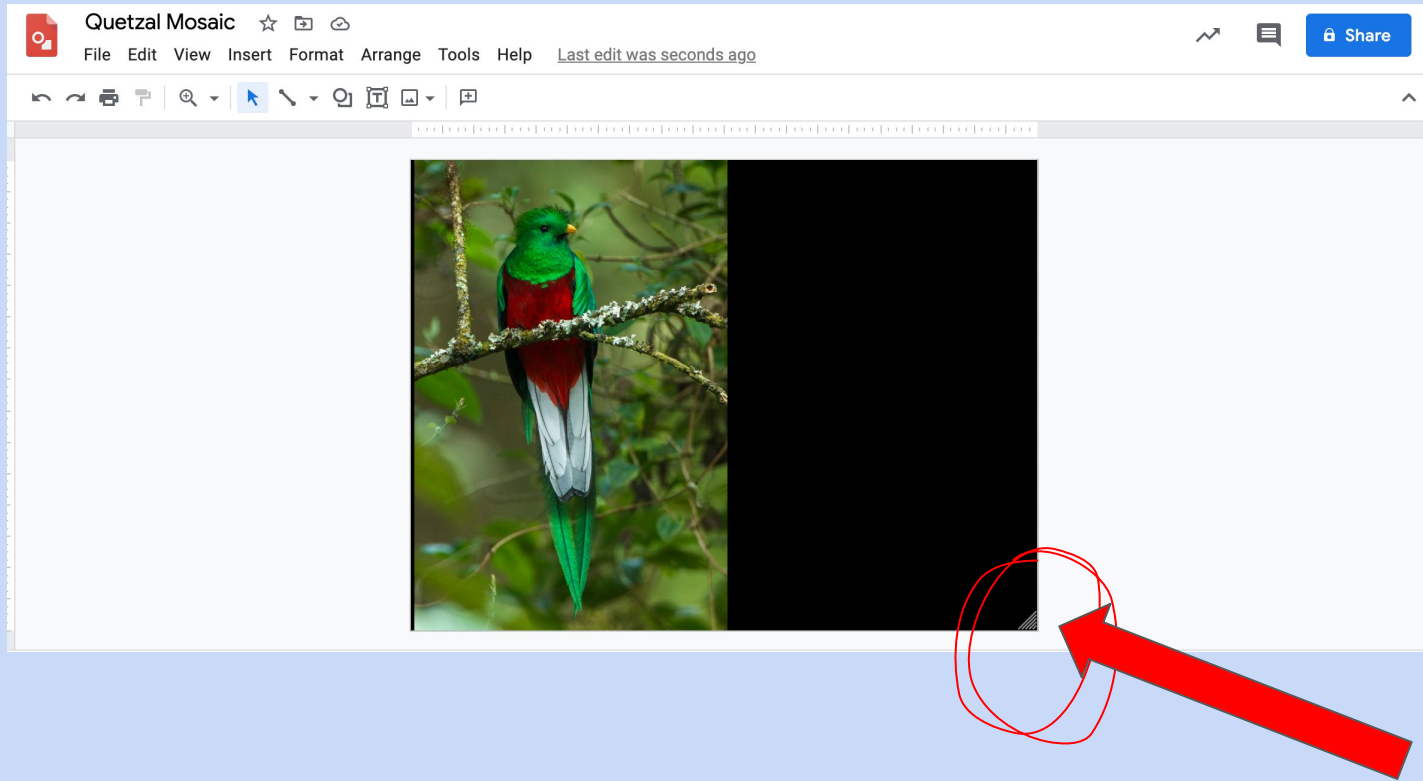 Quetzal Mosaic
File Edit View Insert Format Arrange Tools Help Last edit was seconds ago
Share